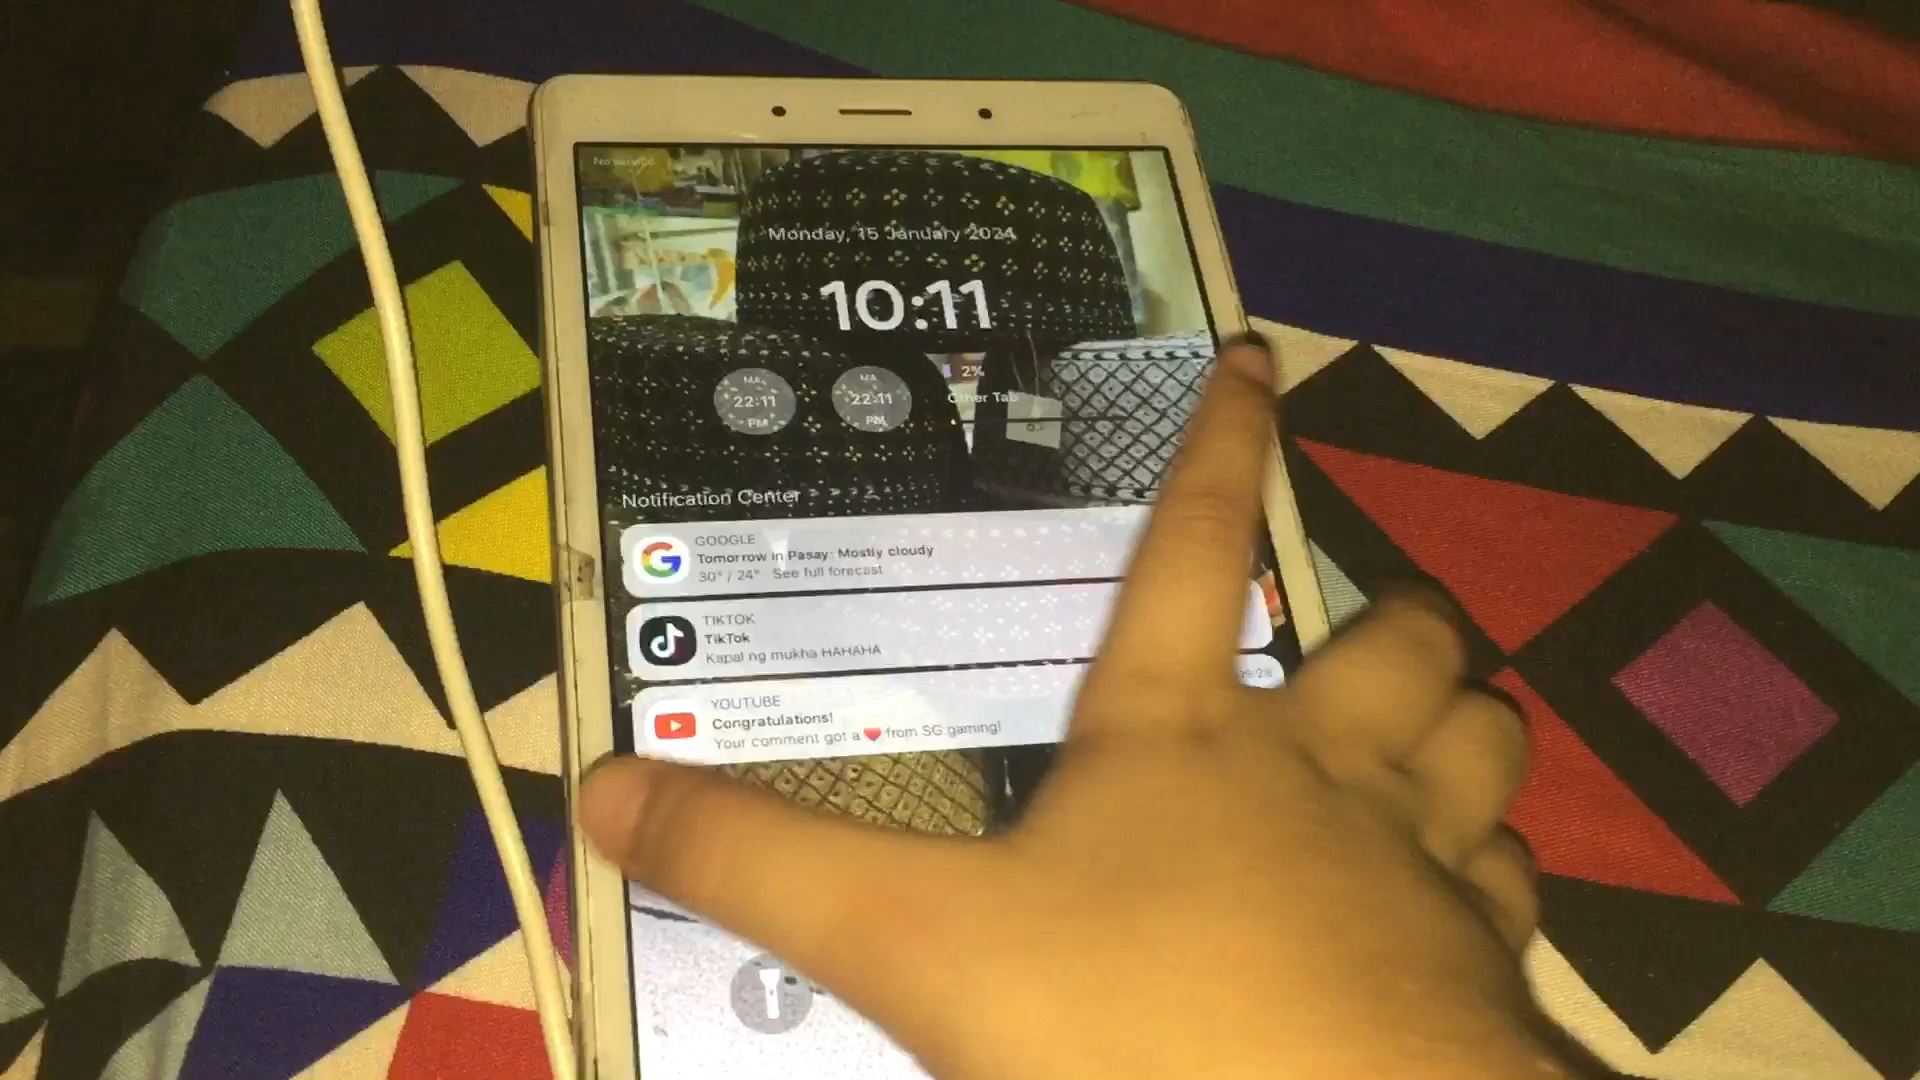 No service
Monday, 15 January 2024
10:11
MA
22:11
PM
MA
22:11
PM
2%
Other Tab
Notification Center
GOOGLE
Tomorrow in Pasay: Mostly cloudy
30° / 24° · See full forecast
TIKTOK
TikTok
Kapal ng mukha HAHAHA
YOUTUBE
09:28
Congratulations!
Your comment got a ❤ from SG gaming!